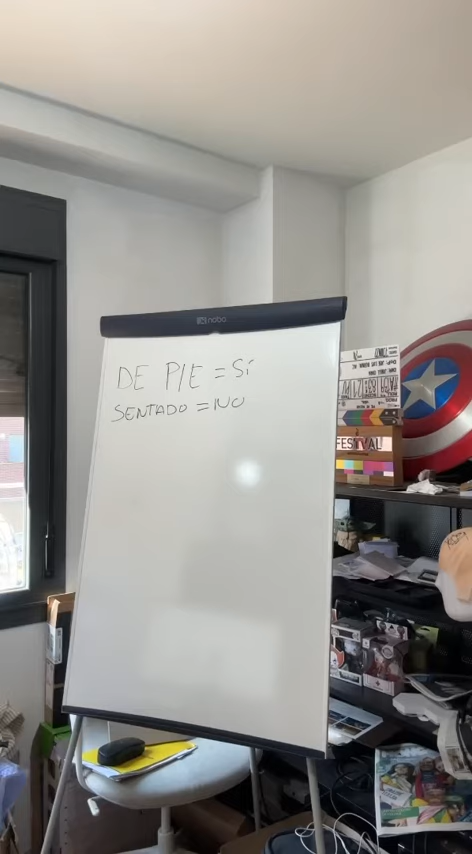 nobo
DE PIE = Sí
SENTADO = NO
FESTIVAL